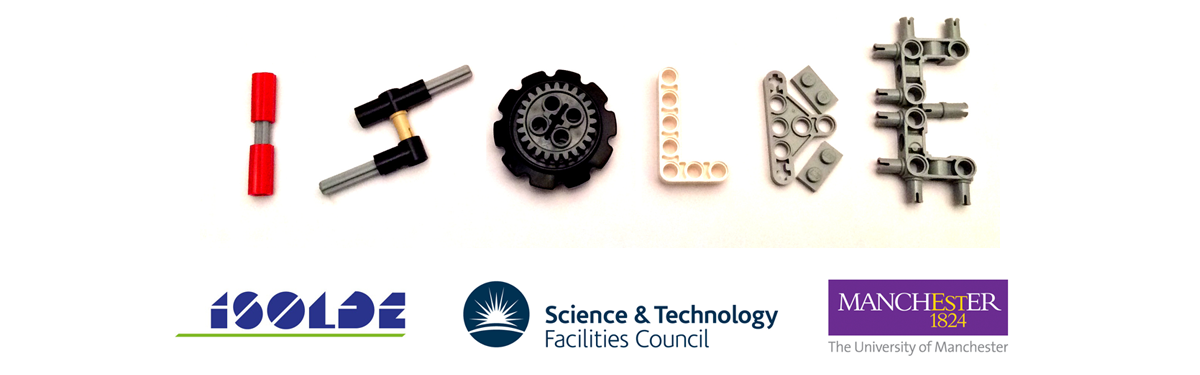 ISOLDE
ISOLDE
Science & Technology
Facilities Council
MANCHESTER
1824
The University of Manchester